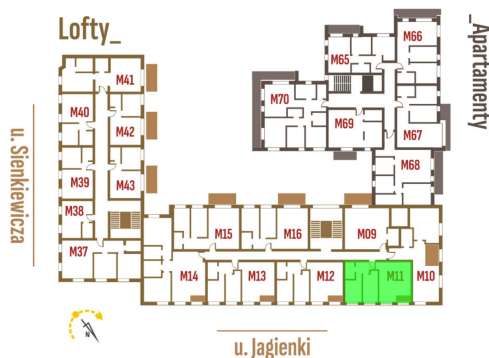 Lofty_
_Apartamenty
M66
M65
M41
M70
M40
M69
M67
M42
M68
M39
M43
u. Sienkiewicza
M38
M15
M16
M09
M37
M14
M13
M12
M11
M10
N
u. Jagienki